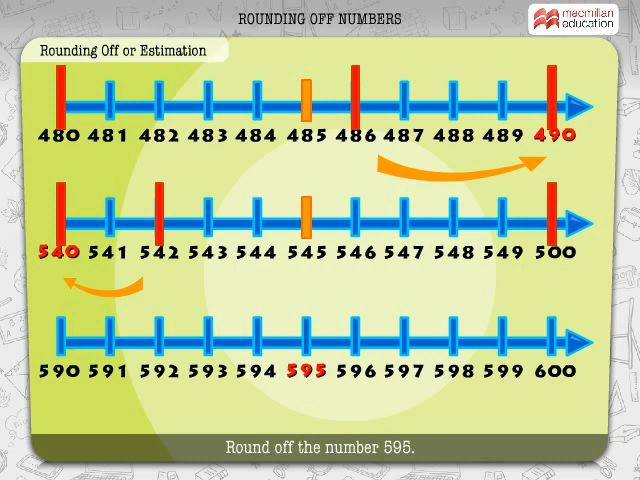 ROUNDING OFF NUMBERS
macmillan
education
Rounding Off or Estimation
480 481 482 483 484 485 486 487 488 489 490
540 541 542 543 544 545 546 547 548 549 500
590 591 592 593 594 595 596 597 598 599 600
Round off the number 595.